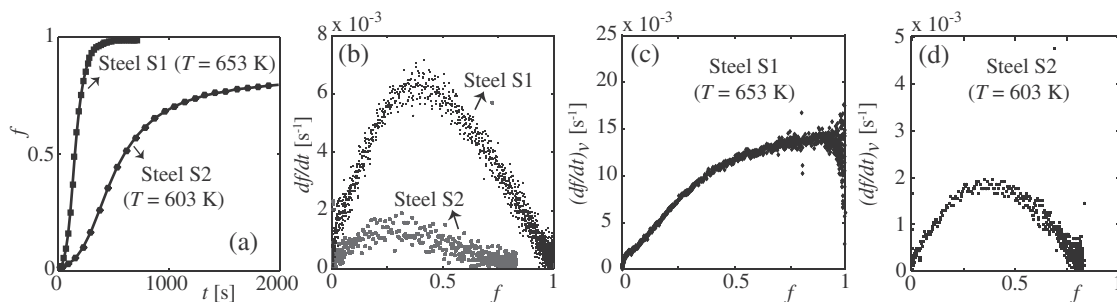 1
0.5
0
0
1000
2000
f
t [s]
Steel S1 (T = 653 K)
Steel S2
(T = 603 K)
(a)
x 10⁻³
8
6
4
2
0
0
0.5
1
df/dt [s⁻¹]
f
(b)
Steel S1
Steel S2
x 10⁻³
25
20
15
10
5
0
0
0.5
1
(df/dt)ᵥ [s⁻¹]
f
(c)
Steel S1
(T = 653 K)
x 10⁻³
5
4
3
2
1
0
0
0.5
1
(df/dt)ᵥ [s⁻¹]
f
(d)
Steel S2
(T = 603 K)